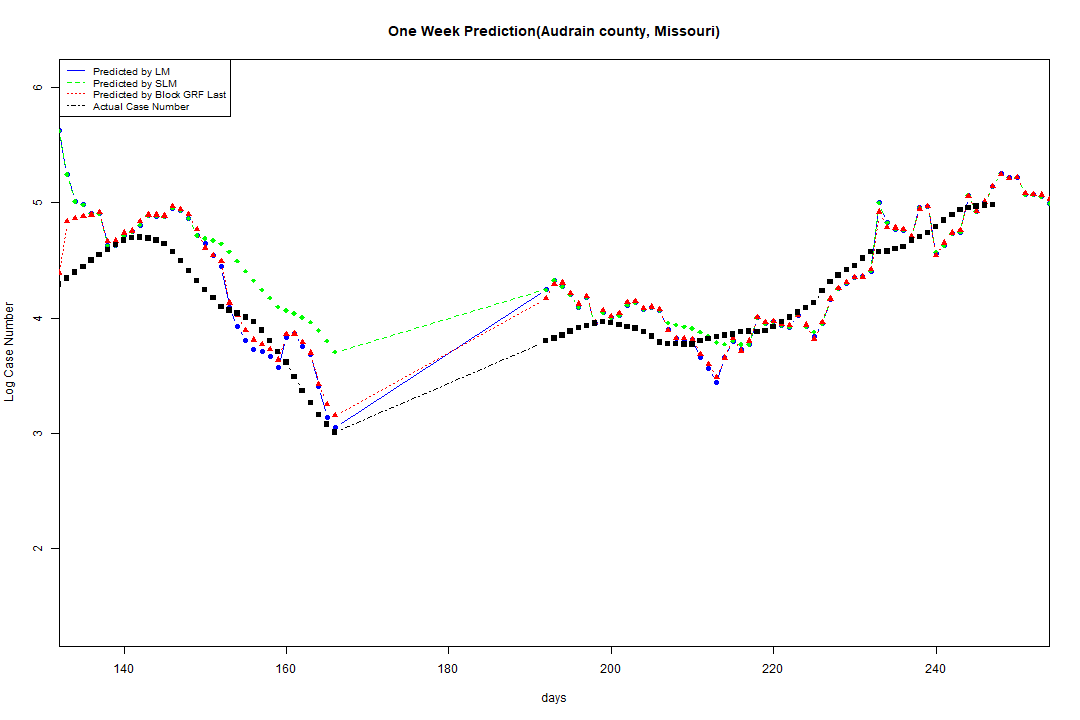 One Week Prediction(Audrain county, Missouri)
Predicted by LM
Predicted by SLM
Predicted by Block GRF Last
Actual Case Number
6
5
4
3
2
Log Case Number
140
160
180
200
220
240
days